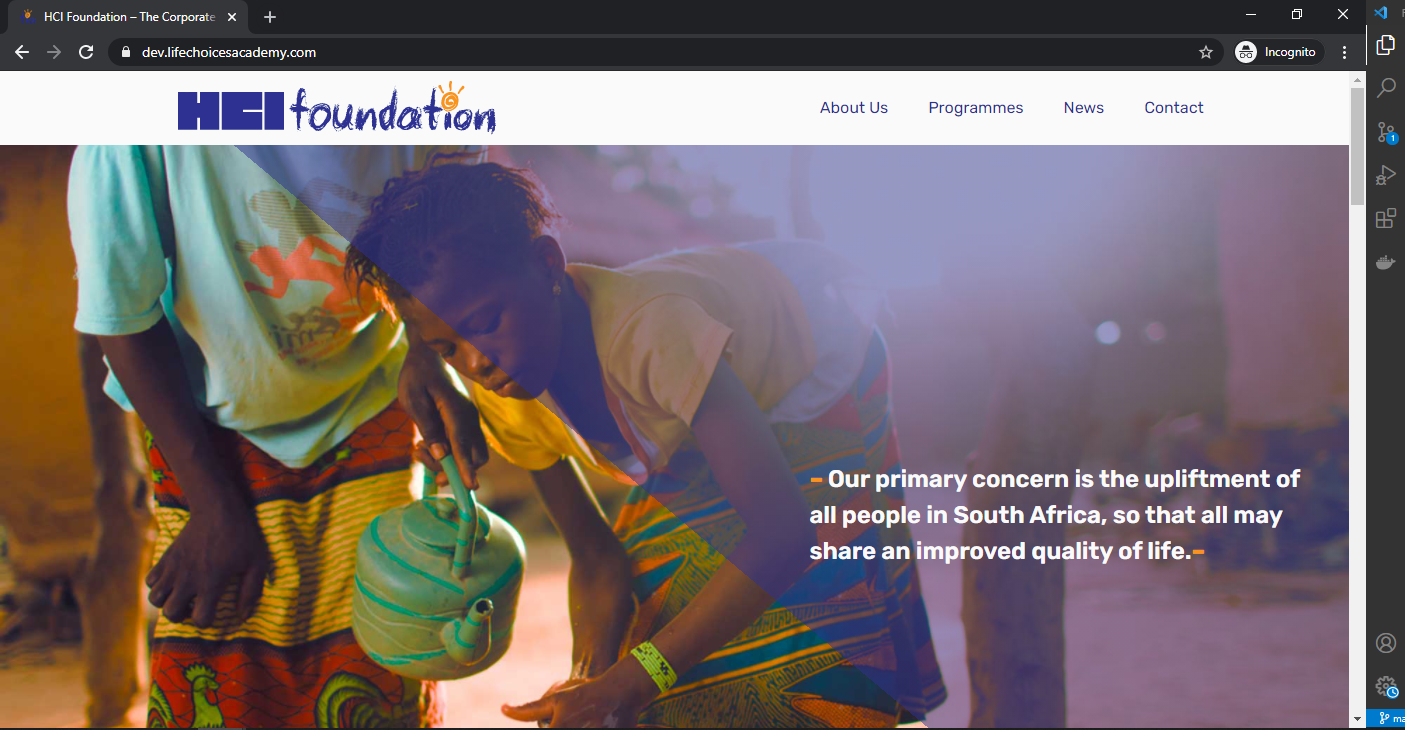 HCI Foundation – The Corporate
dev.lifechoicesacademy.com
Incognito
HCI foundation
About Us
Programmes
News
Contact
– Our primary concern is the upliftment of
all people in South Africa, so that all may
share an improved quality of life.–
1